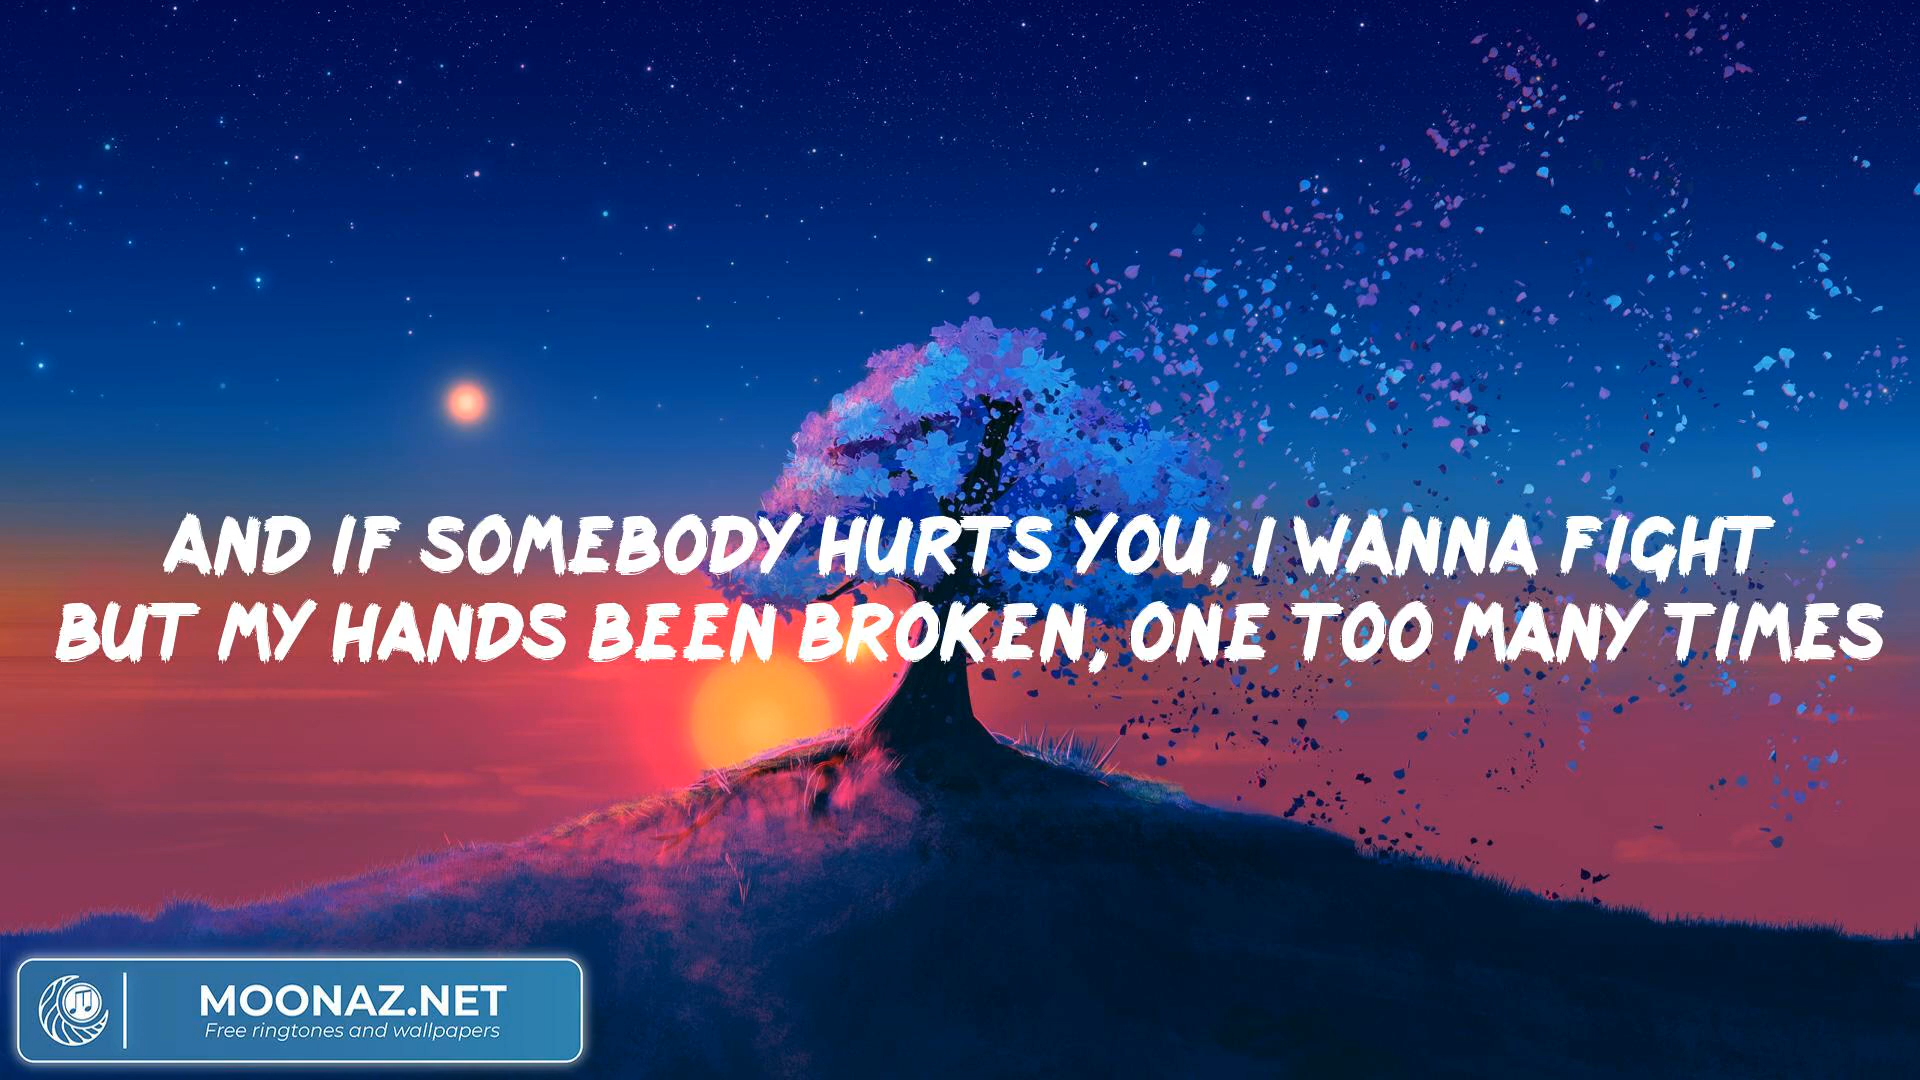 AND IF SOMEBODY HURTS YOU, I WANNA FIGHT
BUT MY HANDS BEEN BROKEN, ONE TOO MANY TIMES
MOONAZ.NET
Free ringtones and wallpapers